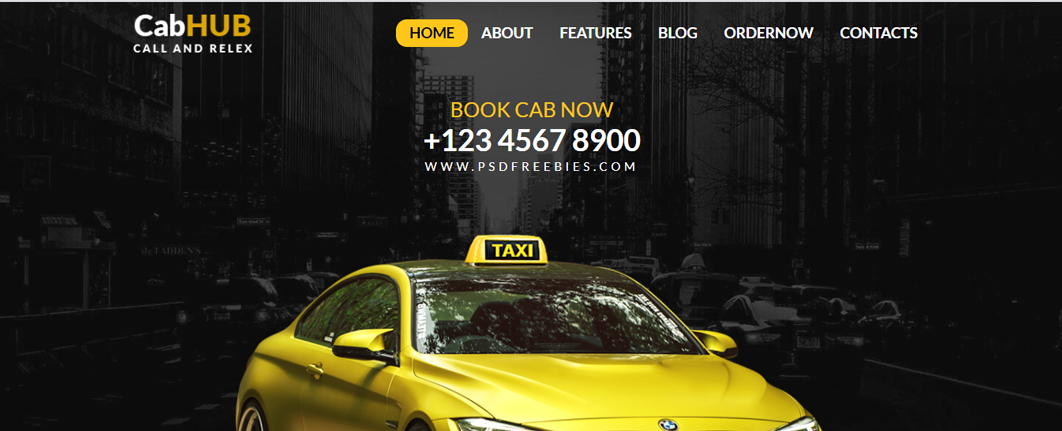 CabHUB
CALL AND RELEX
HOME ABOUT FEATURES BLOG ORDERNOW CONTACTS
BOOK CAB NOW
+123 4567 8900
WWW.PSDFREEBIES.COM
TAXI